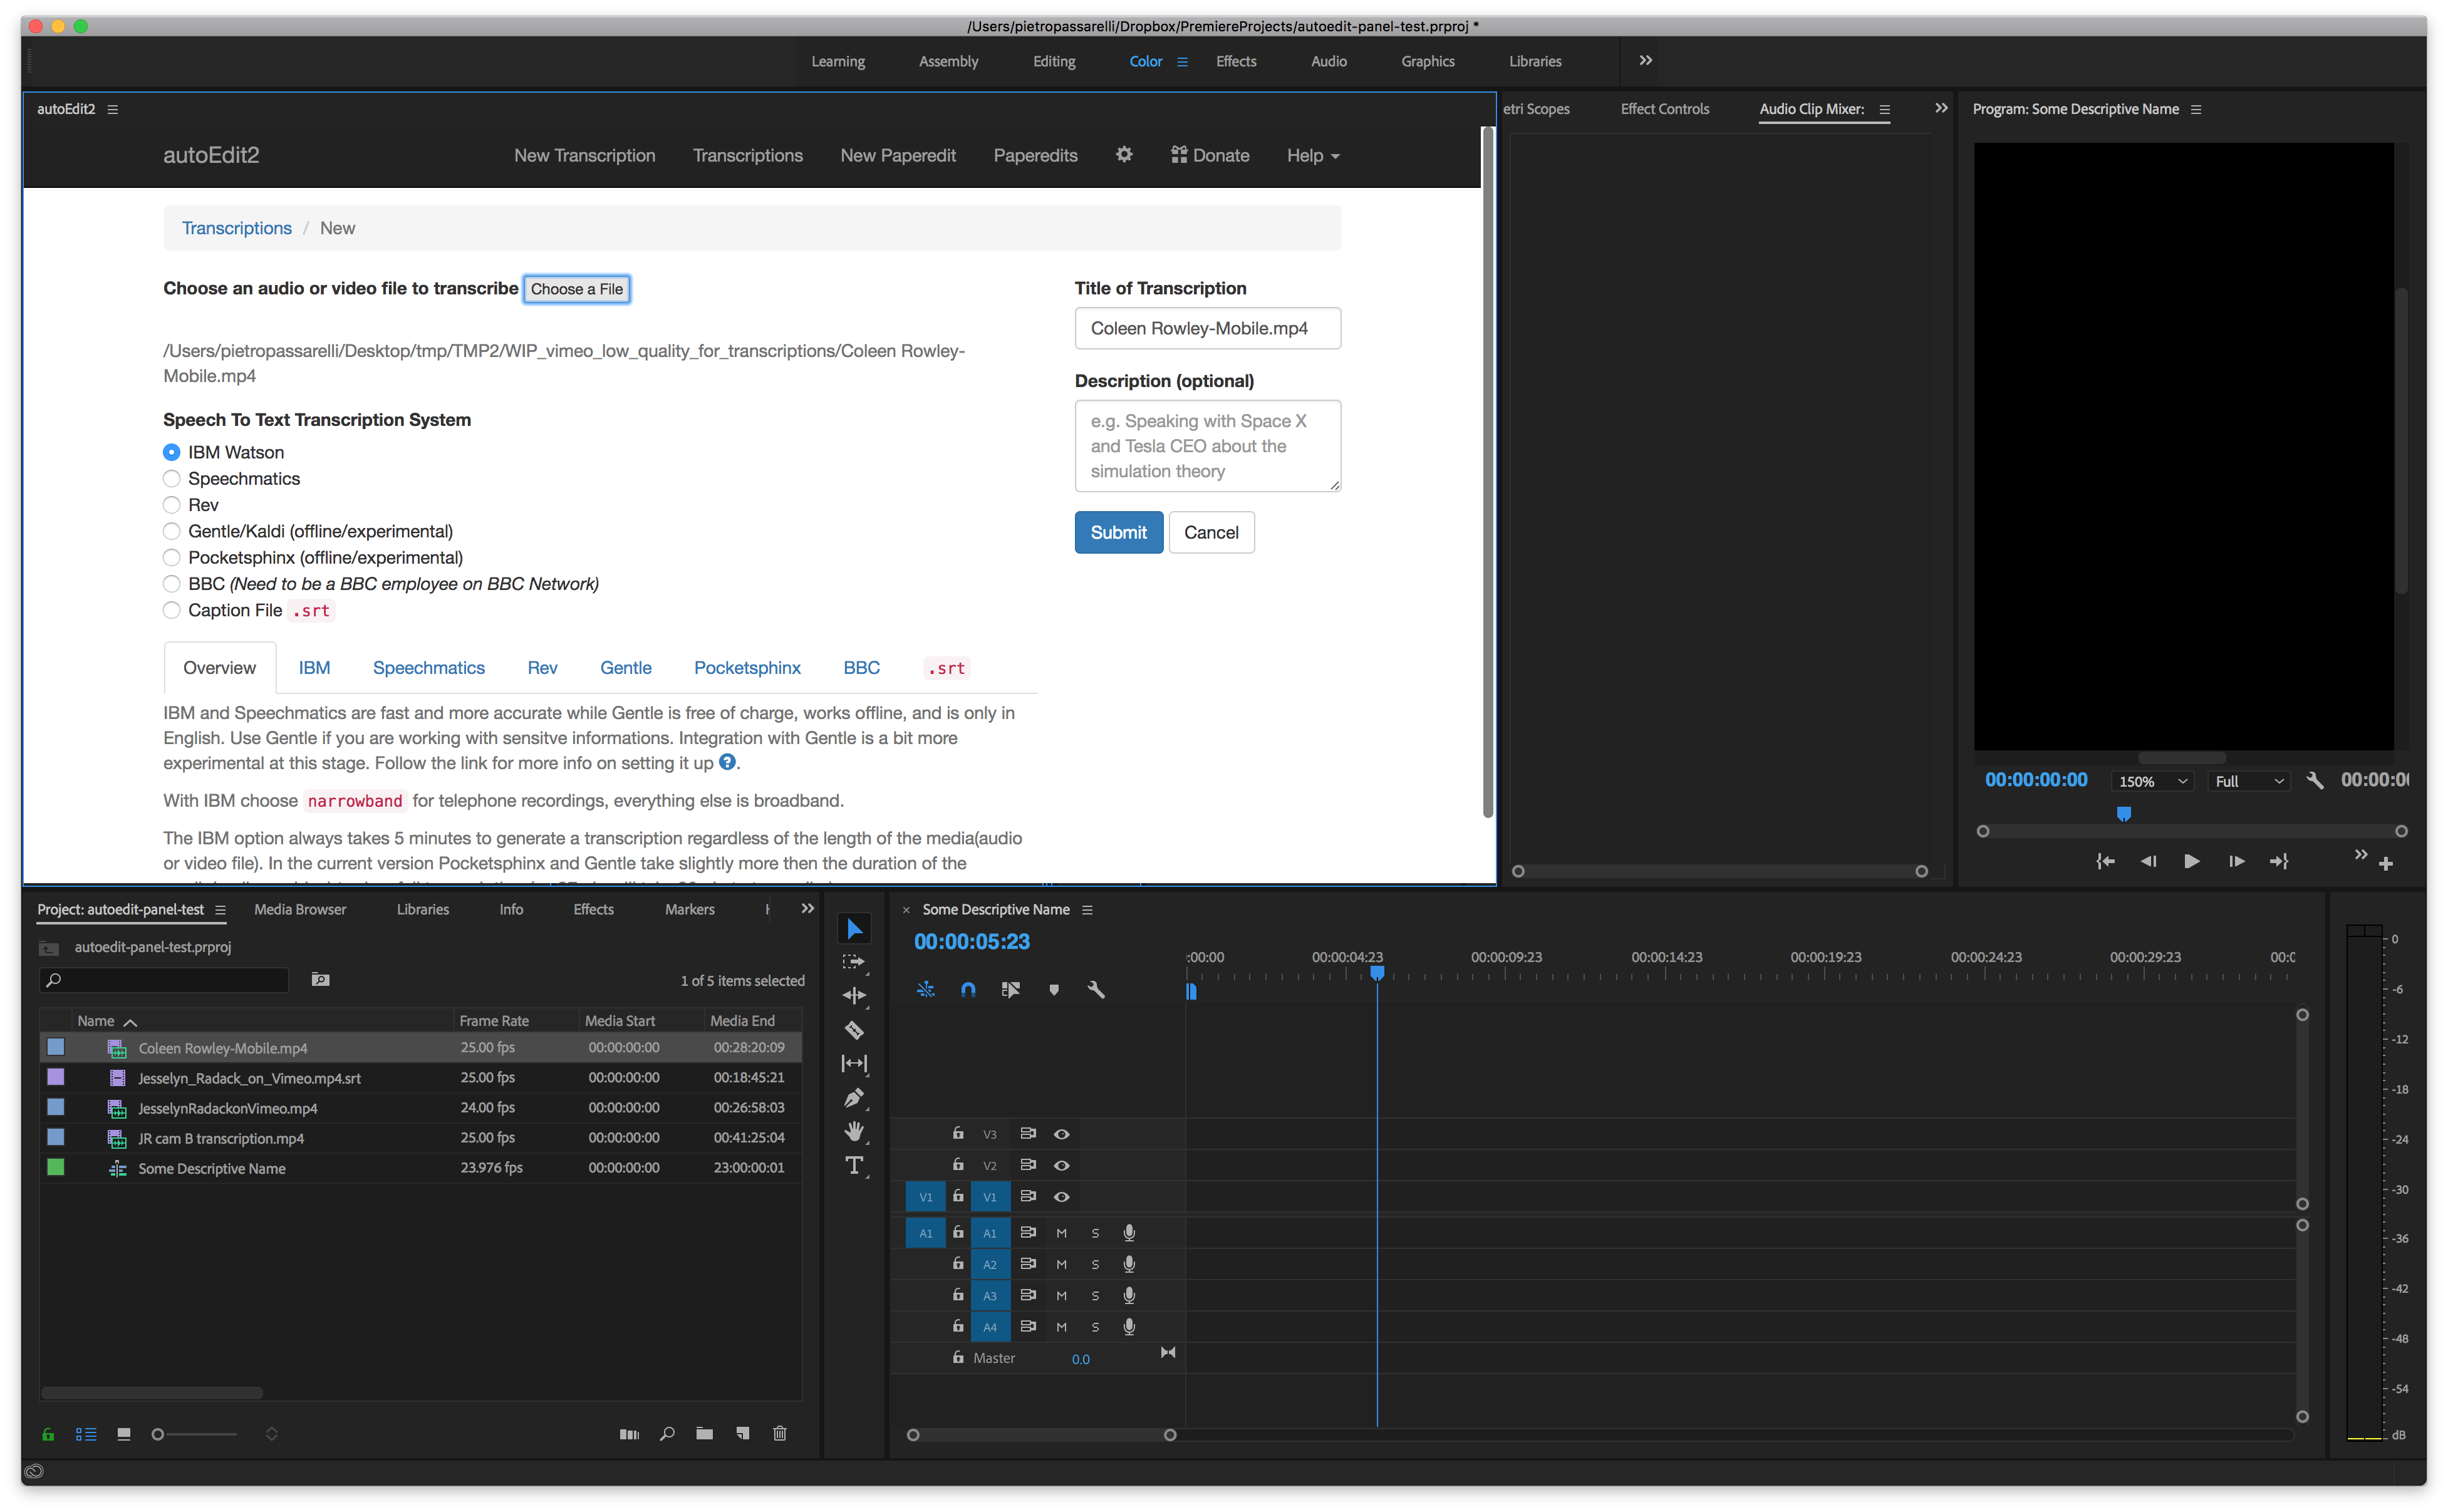 /Users/pietropassarelli/Dropbox/PremiereProjects/autoedit-panel-test.prproj *
Learning Assembly Editing Color Effects Audio Graphics Libraries
autoEdit2
autoEdit2 New Transcription Transcriptions New Paperedit Paperedits Donate Help
Transcriptions / New
Choose an audio or video file to transcribe Choose a File
/Users/pietropassarelli/Desktop/tmp/TMP2/WIP_vimeo_low_quality_for_transcriptions/Coleen Rowley-
Mobile.mp4
Speech To Text Transcription System
IBM Watson
Speechmatics
Rev
Gentle/Kaldi (offline/experimental)
Pocketsphinx (offline/experimental)
BBC (Need to be a BBC employee on BBC Network)
Caption File .srt
Overview IBM Speechmatics Rev Gentle Pocketsphinx BBC .srt
IBM and Speechmatics are fast and more accurate while Gentle is free of charge, works offline, and is only in
English. Use Gentle if you are working with sensitve informations. Integration with Gentle is a bit more
experimental at this stage. Follow the link for more info on setting it up ?.
With IBM choose narrowband for telephone recordings, everything else is broadband.
The IBM option always takes 5 minutes to generate a transcription regardless of the length of the media(audio
or video file). In the current version Pocketsphinx and Gentle take slightly more then the duration of the
Title of Transcription
Coleen Rowley-Mobile.mp4
Description (optional)
e.g. Speaking with Space X
and Tesla CEO about the
simulation theory
Submit Cancel
etri Scopes Effect Controls Audio Clip Mixer:
Program: Some Descriptive Name
00:00:00:00 150% Full 00:00:00
Project: autoedit-panel-test Media Browser Libraries Info Effects Markers
autoedit-panel-test.prproj
1 of 5 items selected
Name Frame Rate Media Start Media End
Coleen Rowley-Mobile.mp4 25.00 fps 00:00:00:00 00:28:20:09
Jesselyn_Radack_on_Vimeo.mp4.srt 25.00 fps 00:00:00:00 00:18:45:21
JesselynRadackonVimeo.mp4 24.00 fps 00:00:00:00 00:26:58:03
JR cam B transcription.mp4 25.00 fps 00:00:00:00 00:41:25:04
Some Descriptive Name 23.976 fps 00:00:00:00 23:00:00:01
× Some Descriptive Name
00:00:05:23
:00:00 00:00:04:23 00:00:09:23 00:00:14:23 00:00:19:23 00:00:24:23 00:00:29:23 00:0
V3
V2
V1 V1
A1 A1 M S
A2 M S
A3 M S
A4 M S
Master 0.0
0
-6
-12
-18
-24
-30
-36
-42
-48
-54
dB